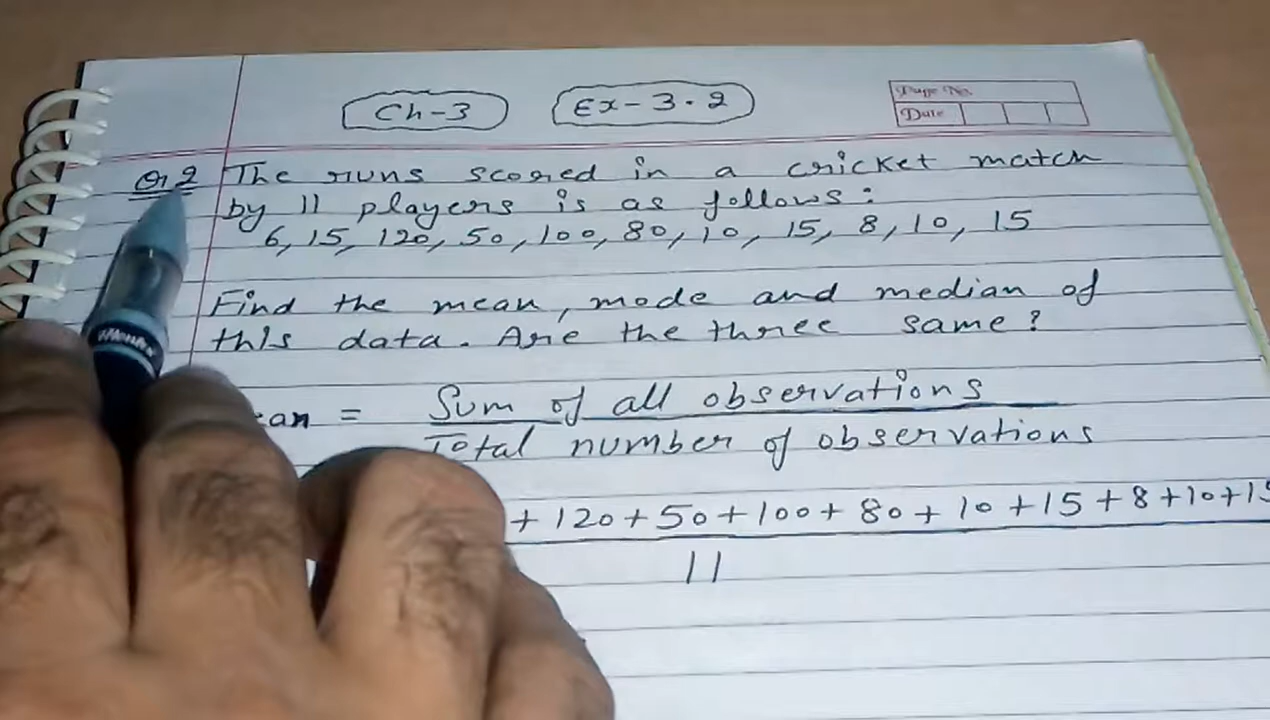 Ch-3
Ex-3.2
Page No.
Date
Q.2 The runs scored in a cricket match
by 11 players is as follows:
6, 15, 120, 50, 100, 80, 10, 15, 8, 10, 15
Find the mean, mode and median of
this data. Are the three same?
=
Sum of all observations
Total number of observations
+ 120 + 50 + 100 + 80 + 10 + 15 + 8 + 10 + 15
11